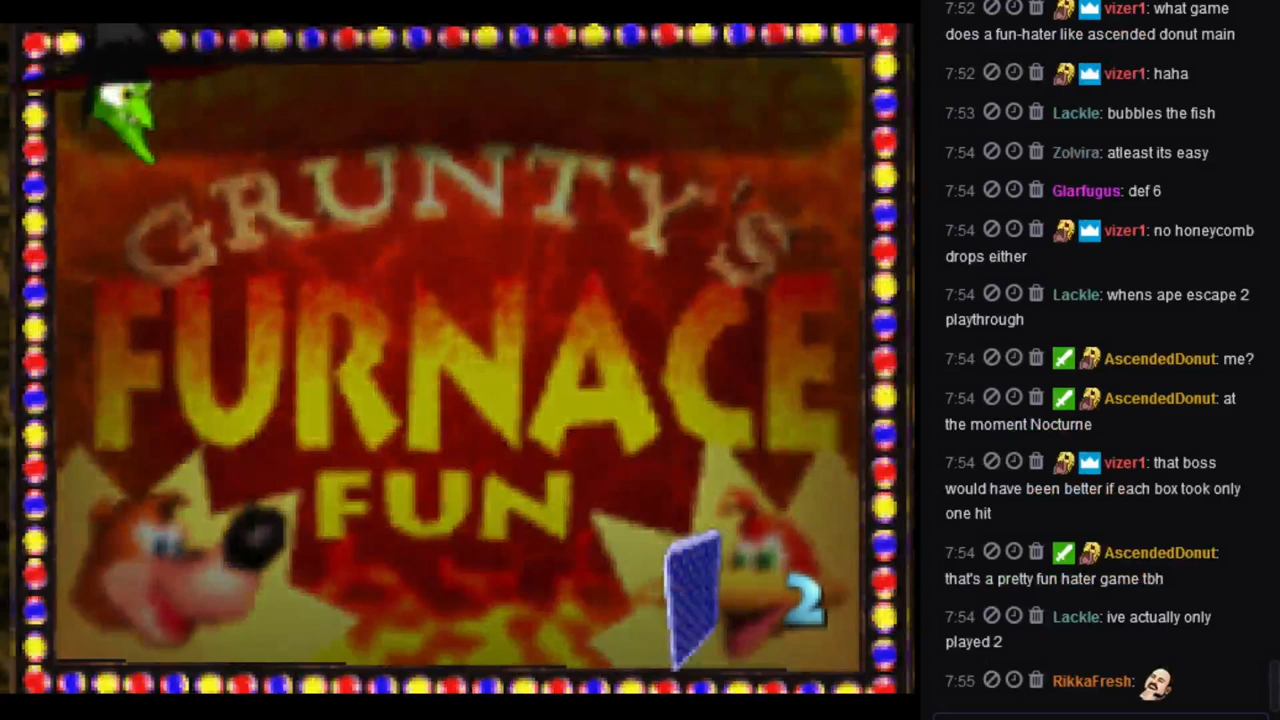 GRUNTY'S
FURNACE
FUN
2
7:52 vizer1: what game
does a fun-hater like ascended donut main
7:52 vizer1: haha
7:53 Lackle: bubbles the fish
7:54 Zolvira: atleast its easy
7:54 Glarfugus: def 6
7:54 vizer1: no honeycomb
drops either
7:54 Lackle: whens ape escape 2
playthrough
7:54 AscendedDonut: me?
7:54 AscendedDonut: at
the moment Nocturne
7:54 vizer1: that boss
would have been better if each box took only
one hit
7:54 AscendedDonut:
that's a pretty fun hater game tbh
7:54 Lackle: ive actually only
played 2
7:55 RikkaFresh: